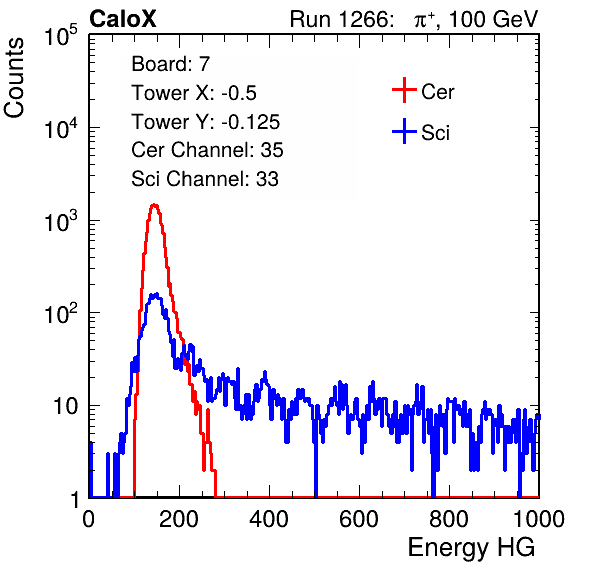 CaloX Run 1266: π⁺, 100 GeV
Counts
10⁵
10⁴
10³
10²
10
1
Board: 7
Tower X: -0.5
Tower Y: -0.125
Cer Channel: 35
Sci Channel: 33
Cer
Sci
0 200 400 600 800 1000
Energy HG